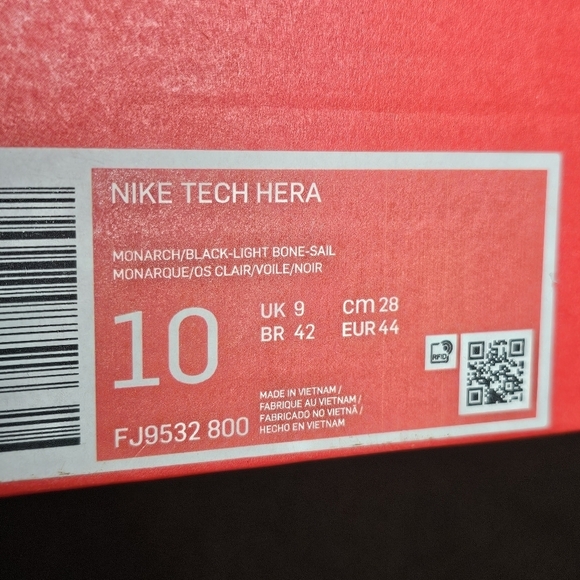 NIKE TECH HERA
MONARCH/BLACK-LIGHT BONE-SAIL
MONARQUE/OS CLAIR/VOILE/NOIR
10
UK 9 cm 28
BR 42 EUR 44
RFID
MADE IN VIETNAM /
FABRIQUE AU VIETNAM /
FABRICADO NO VIETNÃ /
HECHO EN VIETNAM
FJ9532 800